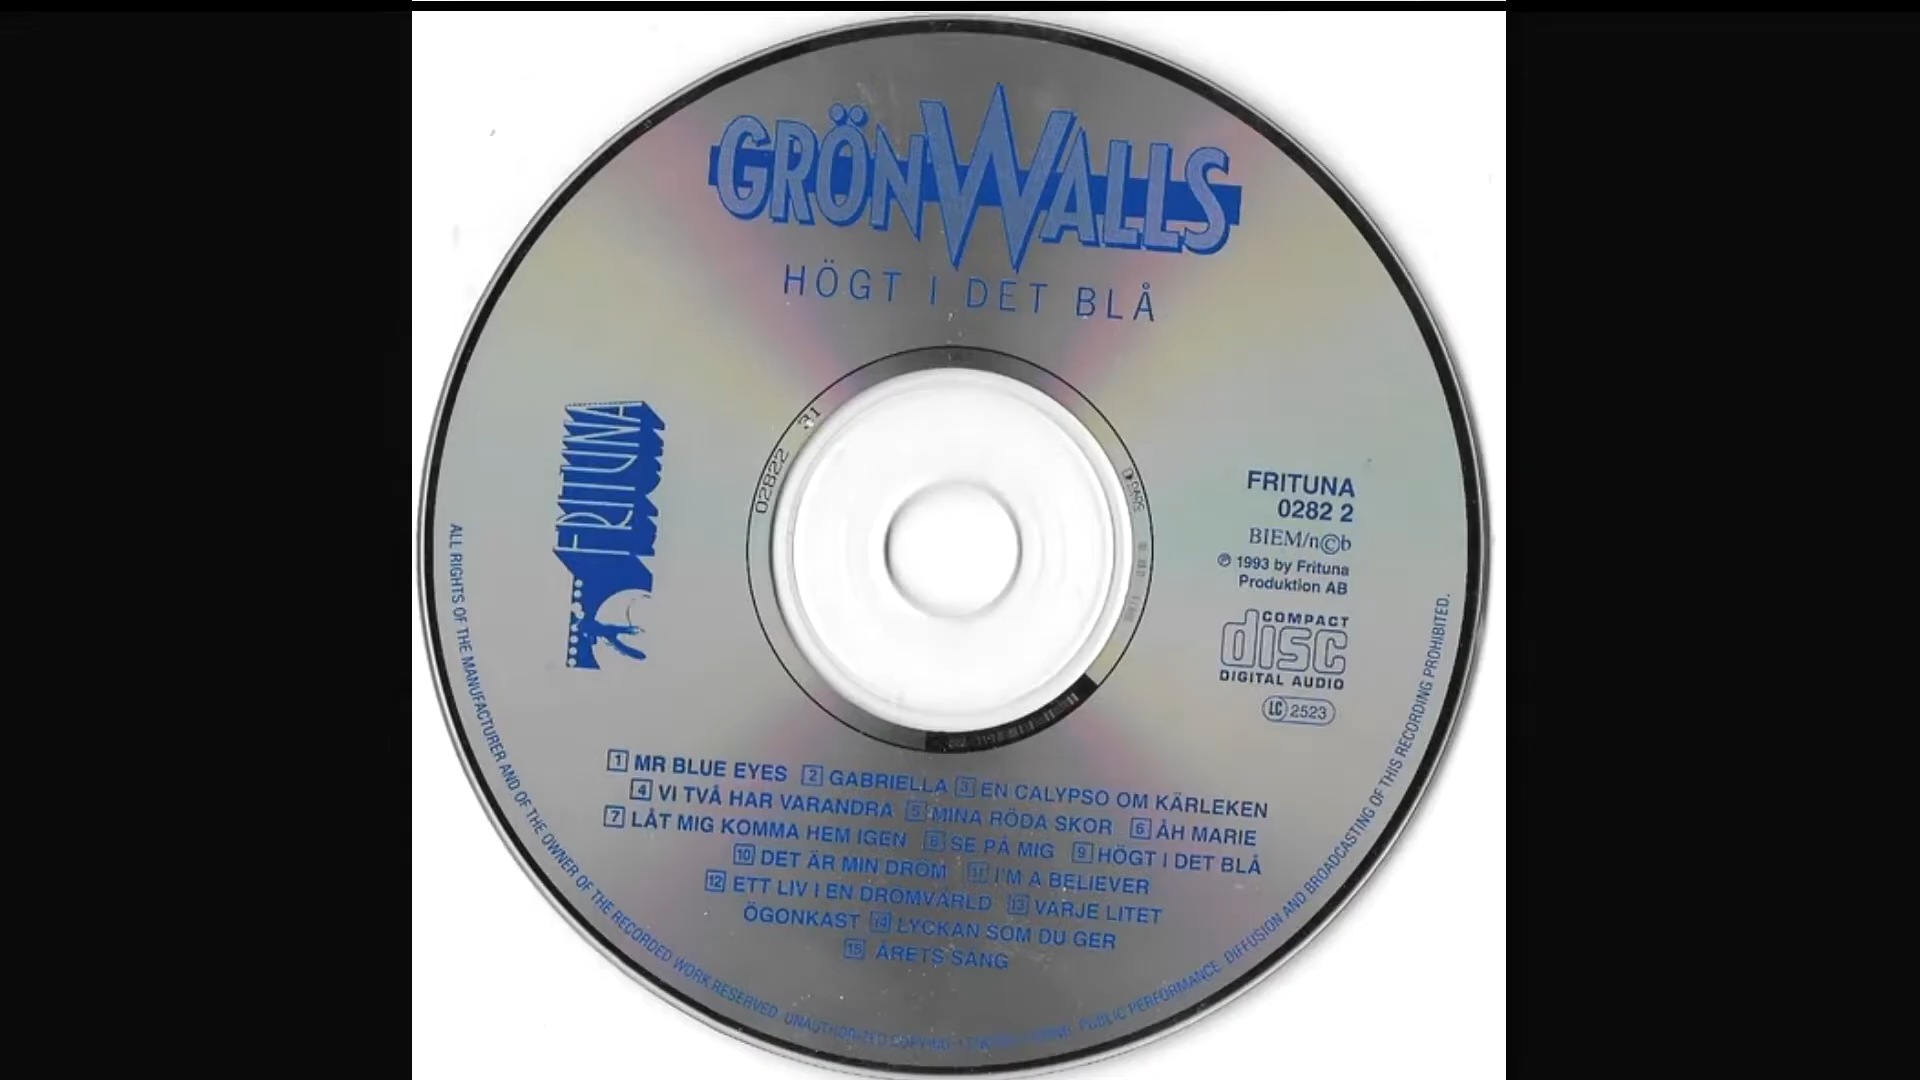 GRÖNWALLS
HÖGT I DET BLÅ
02822 31
FRITUNA
FRITUNA
0282 2
BIEM/n©b
℗ 1993 by Frituna
Produktion AB
COMPACT
disc
DIGITAL AUDIO
LC 2523
1 MR BLUE EYES 2 GABRIELLA 3 EN CALYPSO OM KÄRLEKEN
4 VI TVÅ HAR VARANDRA 5 MINA RÖDA SKOR 6 ÅH MARIE
7 LÅT MIG KOMMA HEM IGEN 8 SE PÅ MIG 9 HÖGT I DET BLÅ
10 DET ÄR MIN DRÖM 11 I'M A BELIEVER
12 ETT LIV I EN DRÖMVÄRLD 13 VARJE LITET
ÖGONKAST 14 LYCKAN SOM DU GER
15 ÅRETS SÅNG
ALL RIGHTS OF THE MANUFACTURER AND OF THE OWNER OF THE RECORDED WORK RESERVED. UNAUTHORIZED COPYING, PUBLIC PERFORMANCE, DIFFUSION AND BROADCASTING OF THIS RECORDING PROHIBITED.